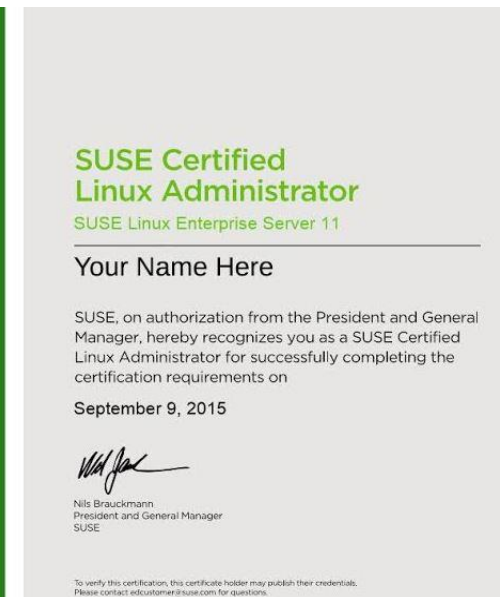 SUSE Certified
Linux Administrator
SUSE Linux Enterprise Server 11
Your Name Here
SUSE, on authorization from the President and General
Manager, hereby recognizes you as a SUSE Certified
Linux Administrator for successfully completing the
certification requirements on
September 9, 2015
Nils Brauckmann
President and General Manager
SUSE
To verify this certification, this certificate holder may publish their credentials.
Please contact edcustomer@suse.com for questions.